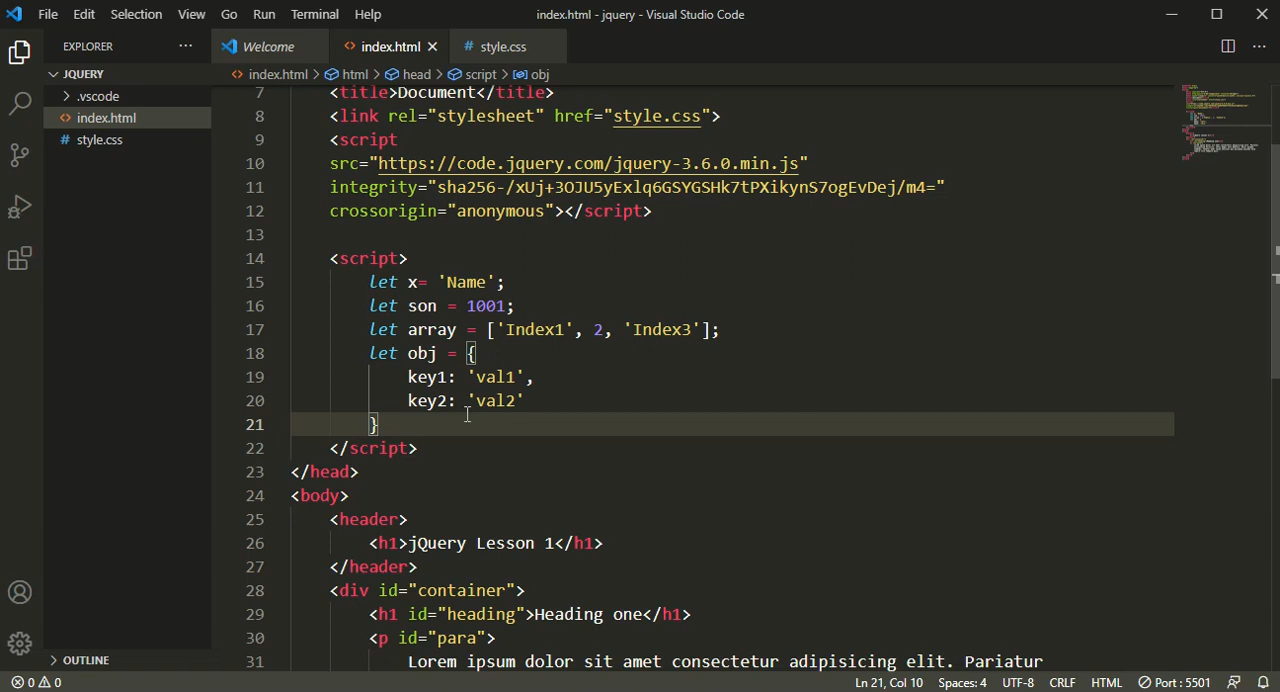 File Edit Selection View Go Run Terminal Help index.html - jquery - Visual Studio Code
EXPLORER ··· Welcome index.html style.css ···
JQUERY index.html > html > head > script > obj
.vscode
index.html
style.css
7 <title>Document</title>
8 <link rel="stylesheet" href="style.css">
9 <script
10 src="https://code.jquery.com/jquery-3.6.0.min.js"
11 integrity="sha256-/xUj+3OJU5yExlq6GSYGSHk7tPXikynS7ogEvDej/m4="
12 crossorigin="anonymous"></script>
13
14 <script>
15 let x= 'Name';
16 let son = 1001;
17 let array = ['Index1', 2, 'Index3'];
18 let obj = {
19 key1: 'val1',
20 key2: 'val2'
21 }
22 </script>
23 </head>
24 <body>
25 <header>
26 <h1>jQuery Lesson 1</h1>
27 </header>
28 <div id="container">
29 <h1 id="heading">Heading one</h1>
30 <p id="para">
31 Lorem ipsum dolor sit amet consectetur adipisicing elit. Pariatur
OUTLINE
0 0 Ln 21, Col 10 Spaces: 4 UTF-8 CRLF HTML Port : 5501